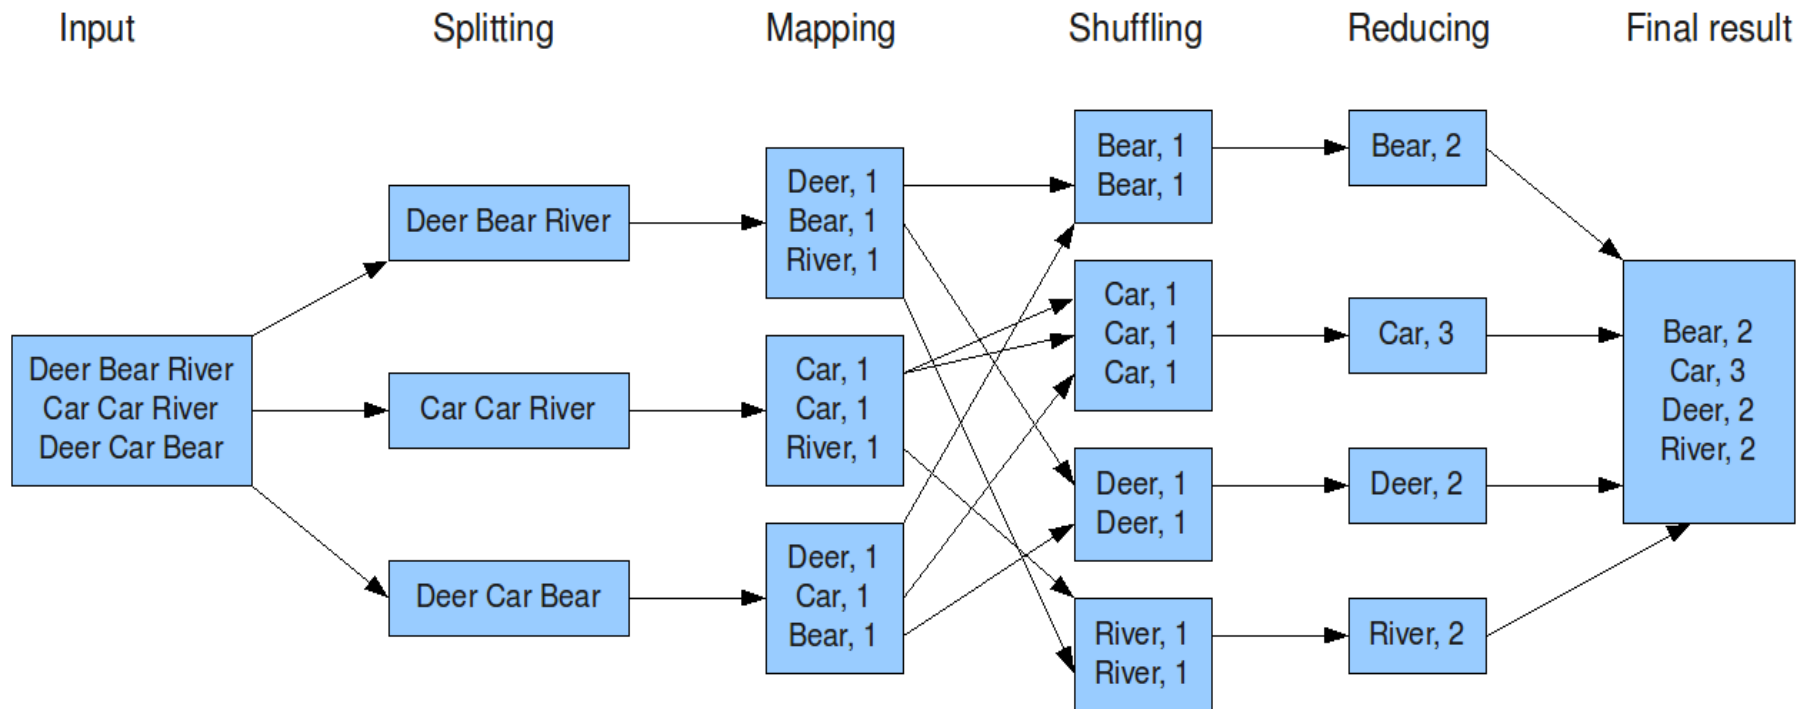 Input
Splitting
Mapping
Shuffling
Reducing
Final result
Deer Bear River
Car Car River
Deer Car Bear
Deer Bear River
Car Car River
Deer Car Bear
Deer, 1
Bear, 1
River, 1
Car, 1
Car, 1
River, 1
Deer, 1
Car, 1
Bear, 1
Bear, 1
Bear, 1
Car, 1
Car, 1
Car, 1
Deer, 1
Deer, 1
River, 1
River, 1
Bear, 2
Car, 3
Deer, 2
River, 2
Bear, 2
Car, 3
Deer, 2
River, 2